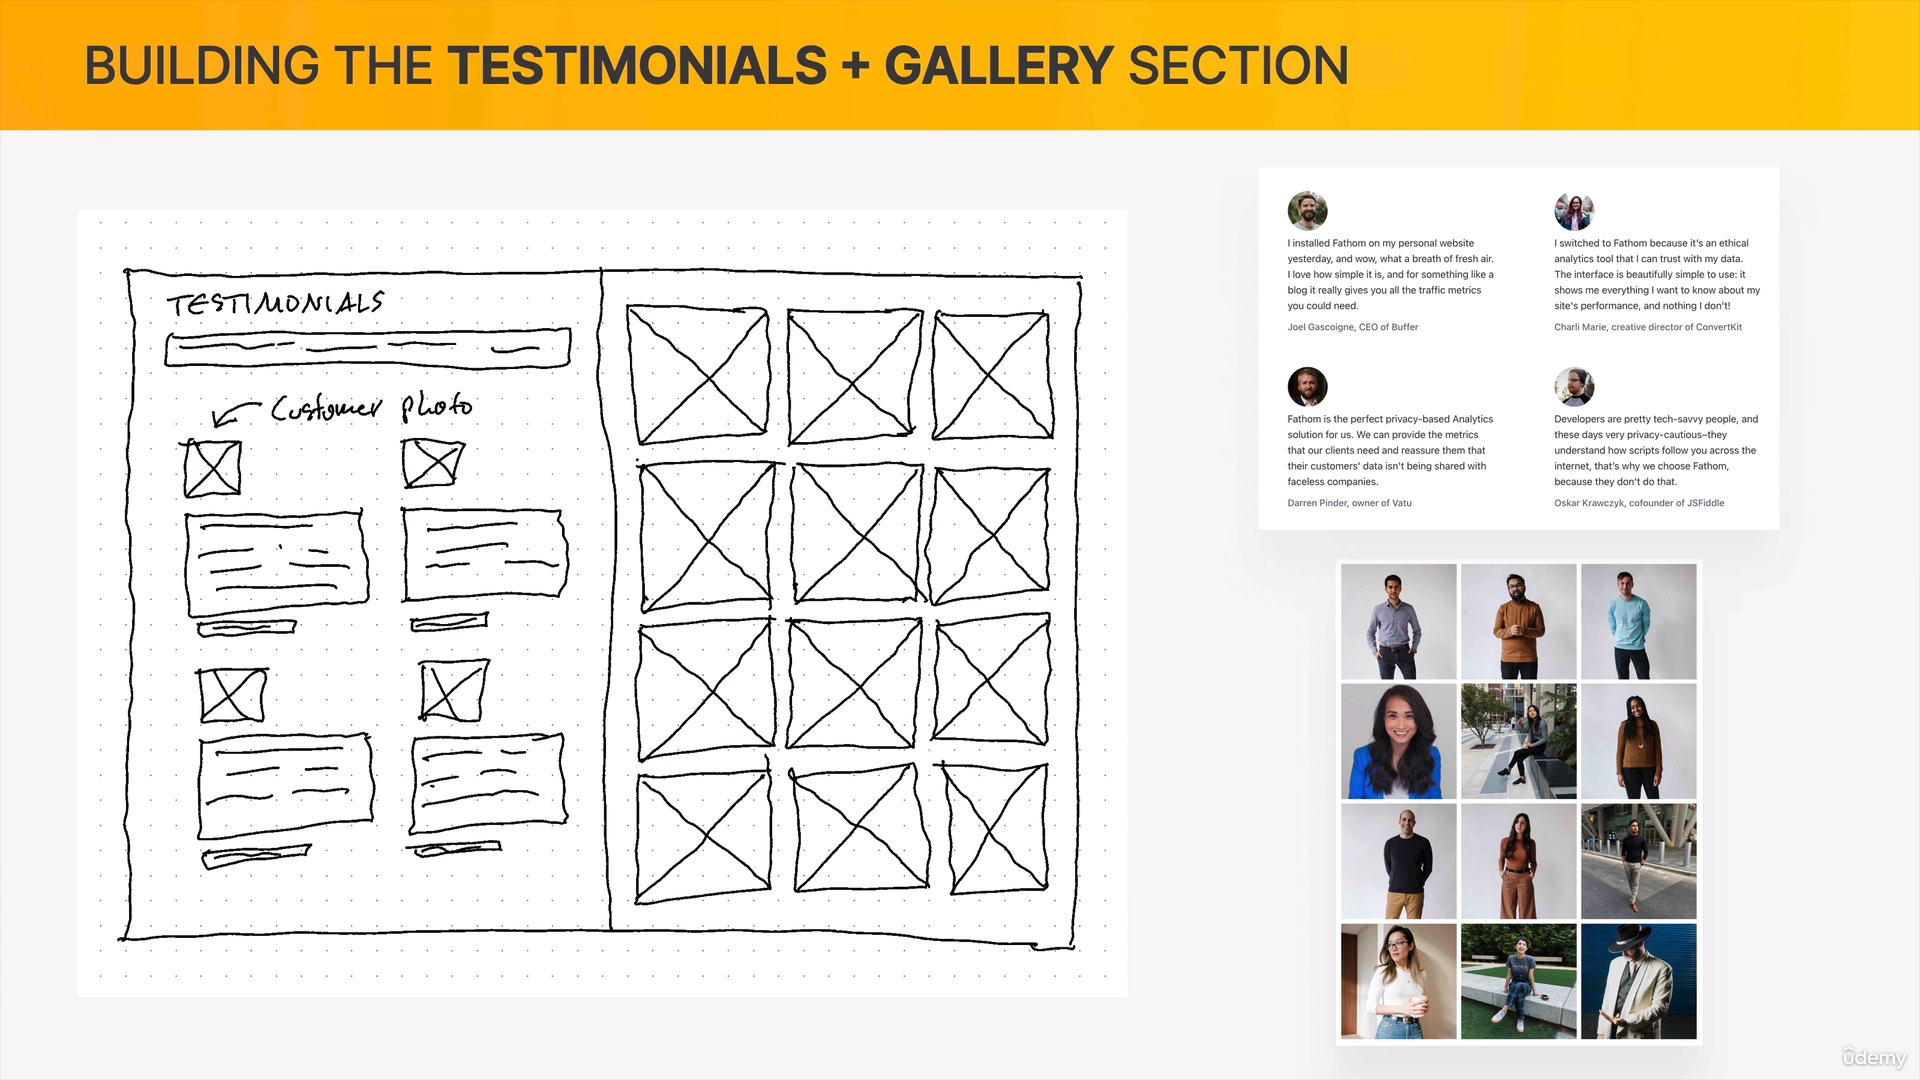 BUILDING THE TESTIMONIALS + GALLERY SECTION
TESTIMONIALS
Customer photo
I installed Fathom on my personal website
yesterday, and wow, what a breath of fresh air.
I love how simple it is, and for something like a
blog it really gives you all the traffic metrics
you could need.
Joel Gascoigne, CEO of Buffer
I switched to Fathom because it’s an ethical
analytics tool that I can trust with my data.
The interface is beautifully simple to use: it
shows me everything I want to know about my
site's performance, and nothing I don’t!
Charli Marie, creative director of ConvertKit
Fathom is the perfect privacy-based Analytics
solution for us. We can provide the metrics
that our clients need and reassure them that
their customers' data isn't being shared with
faceless companies.
Darren Pinder, owner of Vatu
Developers are pretty tech-savvy people, and
these days very privacy-cautious–they
understand how scripts follow you across the
internet, that’s why we choose Fathom,
because they don’t do that.
Oskar Krawczyk, cofounder of JSFiddle
ûdemy